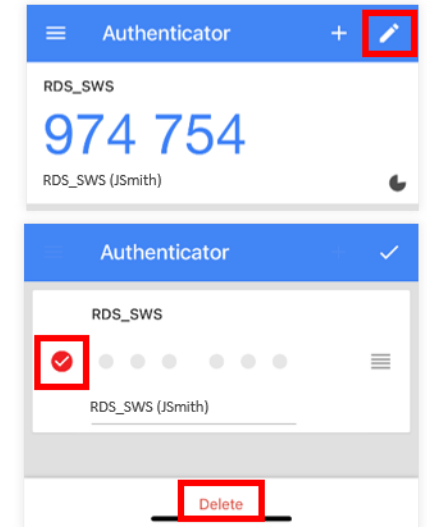 Authenticator
RDS_SWS
974 754
RDS_SWS (JSmith)
Authenticator
RDS_SWS
RDS_SWS (JSmith)
Delete